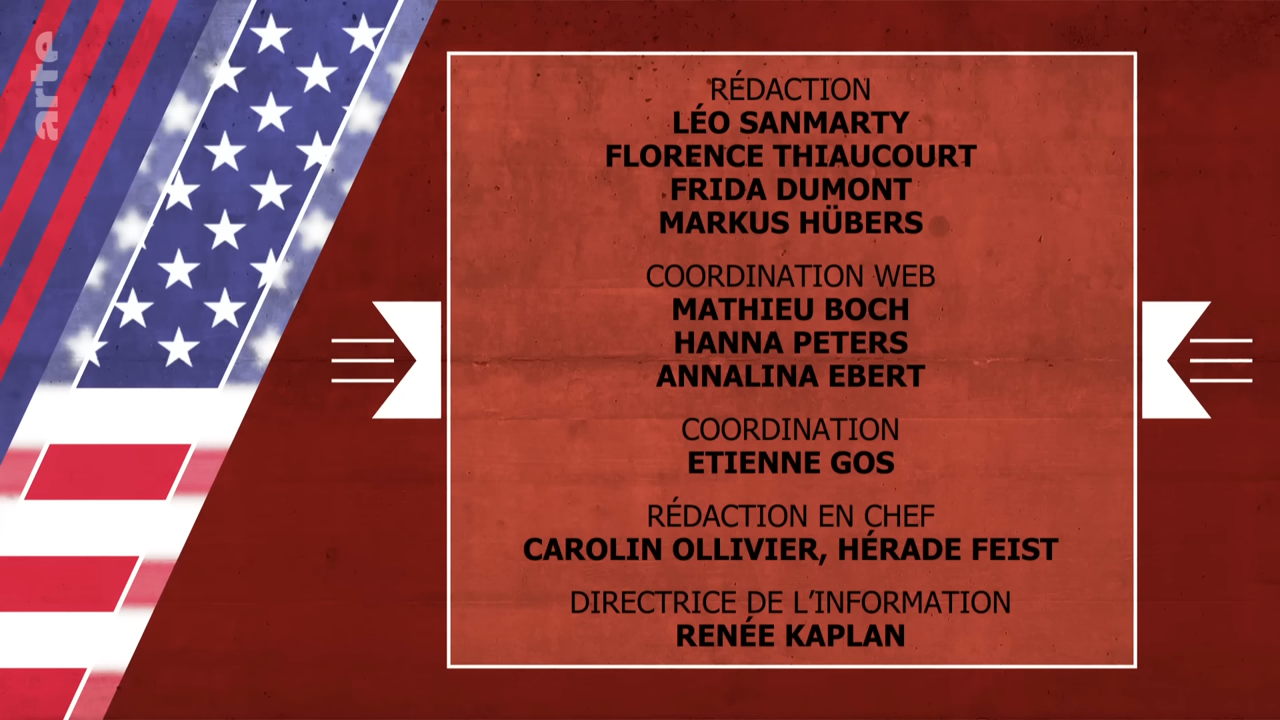 arte
RÉDACTION
LÉO SANMARTY
FLORENCE THIAUCOURT
FRIDA DUMONT
MARKUS HÜBERS
COORDINATION WEB
MATHIEU BOCH
HANNA PETERS
ANNALINA EBERT
COORDINATION
ETIENNE GOS
RÉDACTION EN CHEF
CAROLIN OLLIVIER, HÉRADE FEIST
DIRECTRICE DE L’INFORMATION
RENÉE KAPLAN